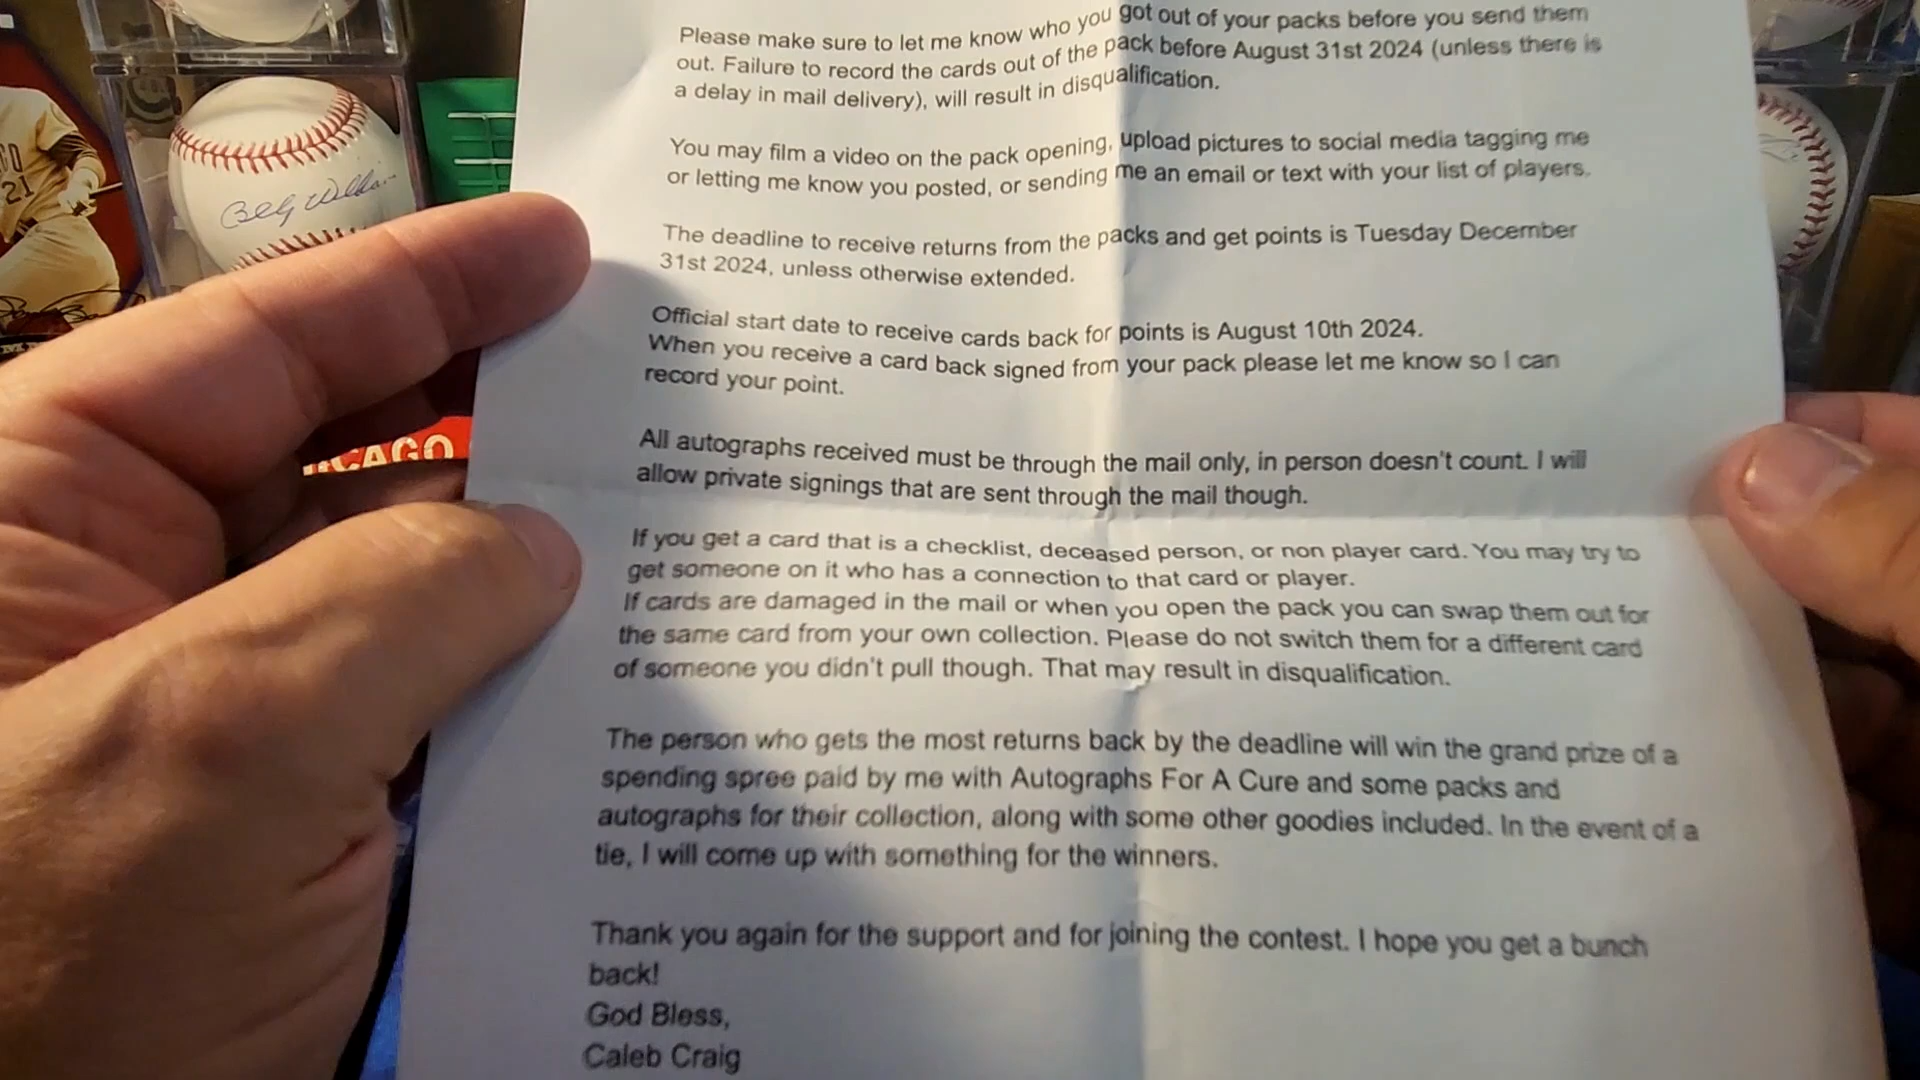 Please make sure to let me know who you got out of your packs before you send them
out. Failure to record the cards out of the pack before August 31st 2024 (unless there is
a delay in mail delivery), will result in disqualification.
You may film a video on the pack opening, upload pictures to social media tagging me
or letting me know you posted, or sending me an email or text with your list of players.
The deadline to receive returns from the packs and get points is Tuesday December
31st 2024, unless otherwise extended.
Official start date to receive cards back for points is August 10th 2024.
When you receive a card back signed from your pack please let me know so I can
record your point.
All autographs received must be through the mail only, in person doesn't count. I will
allow private signings that are sent through the mail though.
If you get a card that is a checklist, deceased person, or non player card. You may try to
get someone on it who has a connection to that card or player.
If cards are damaged in the mail or when you open the pack you can swap them out for
the same card from your own collection. Please do not switch them for a different card
of someone you didn't pull though. That may result in disqualification.
The person who gets the most returns back by the deadline will win the grand prize of a
spending spree paid by me with Autographs For A Cure and some packs and
autographs for their collection, along with some other goodies included. In the event of a
tie, I will come up with something for the winners.
Thank you again for the support and for joining the contest. I hope you get a bunch
back!
God Bless,
Caleb Craig
21